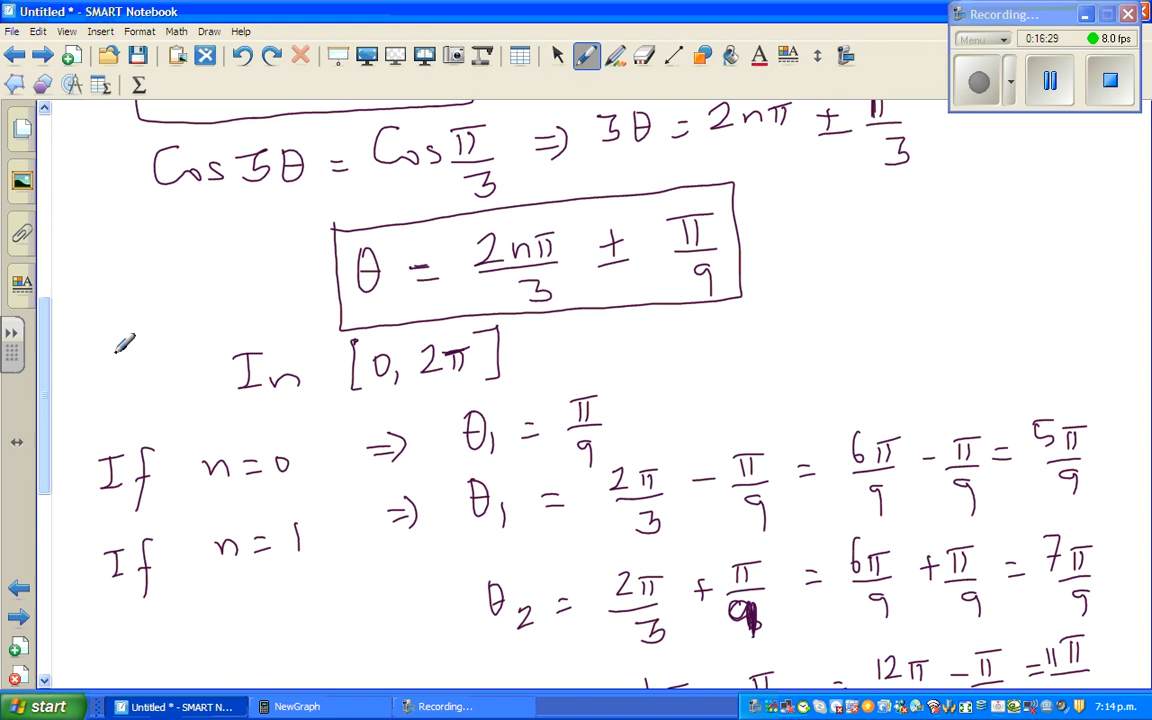 Untitled * - SMART Notebook
File Edit View Insert Format Math Draw Help
Recording...
Menu
0:16:29
8.0 fps
Cos 3θ = Cos π/3 ⇒ 3θ = 2nπ ± π/3
θ = 2nπ/3 ± π/9
In [0, 2π]
If n=0 ⇒ θ₁ = π/9
If n=1 ⇒ θ₁ = 2π/3 − π/9 = 6π/9 − π/9 = 5π/9
θ₂ = 2π/3 + π/9 = 6π/9 + π/9 = 7π/9
= 12π − π = 11π
start
Untitled * - SMART N...
NewGraph
Recording...
7:14 p.m.